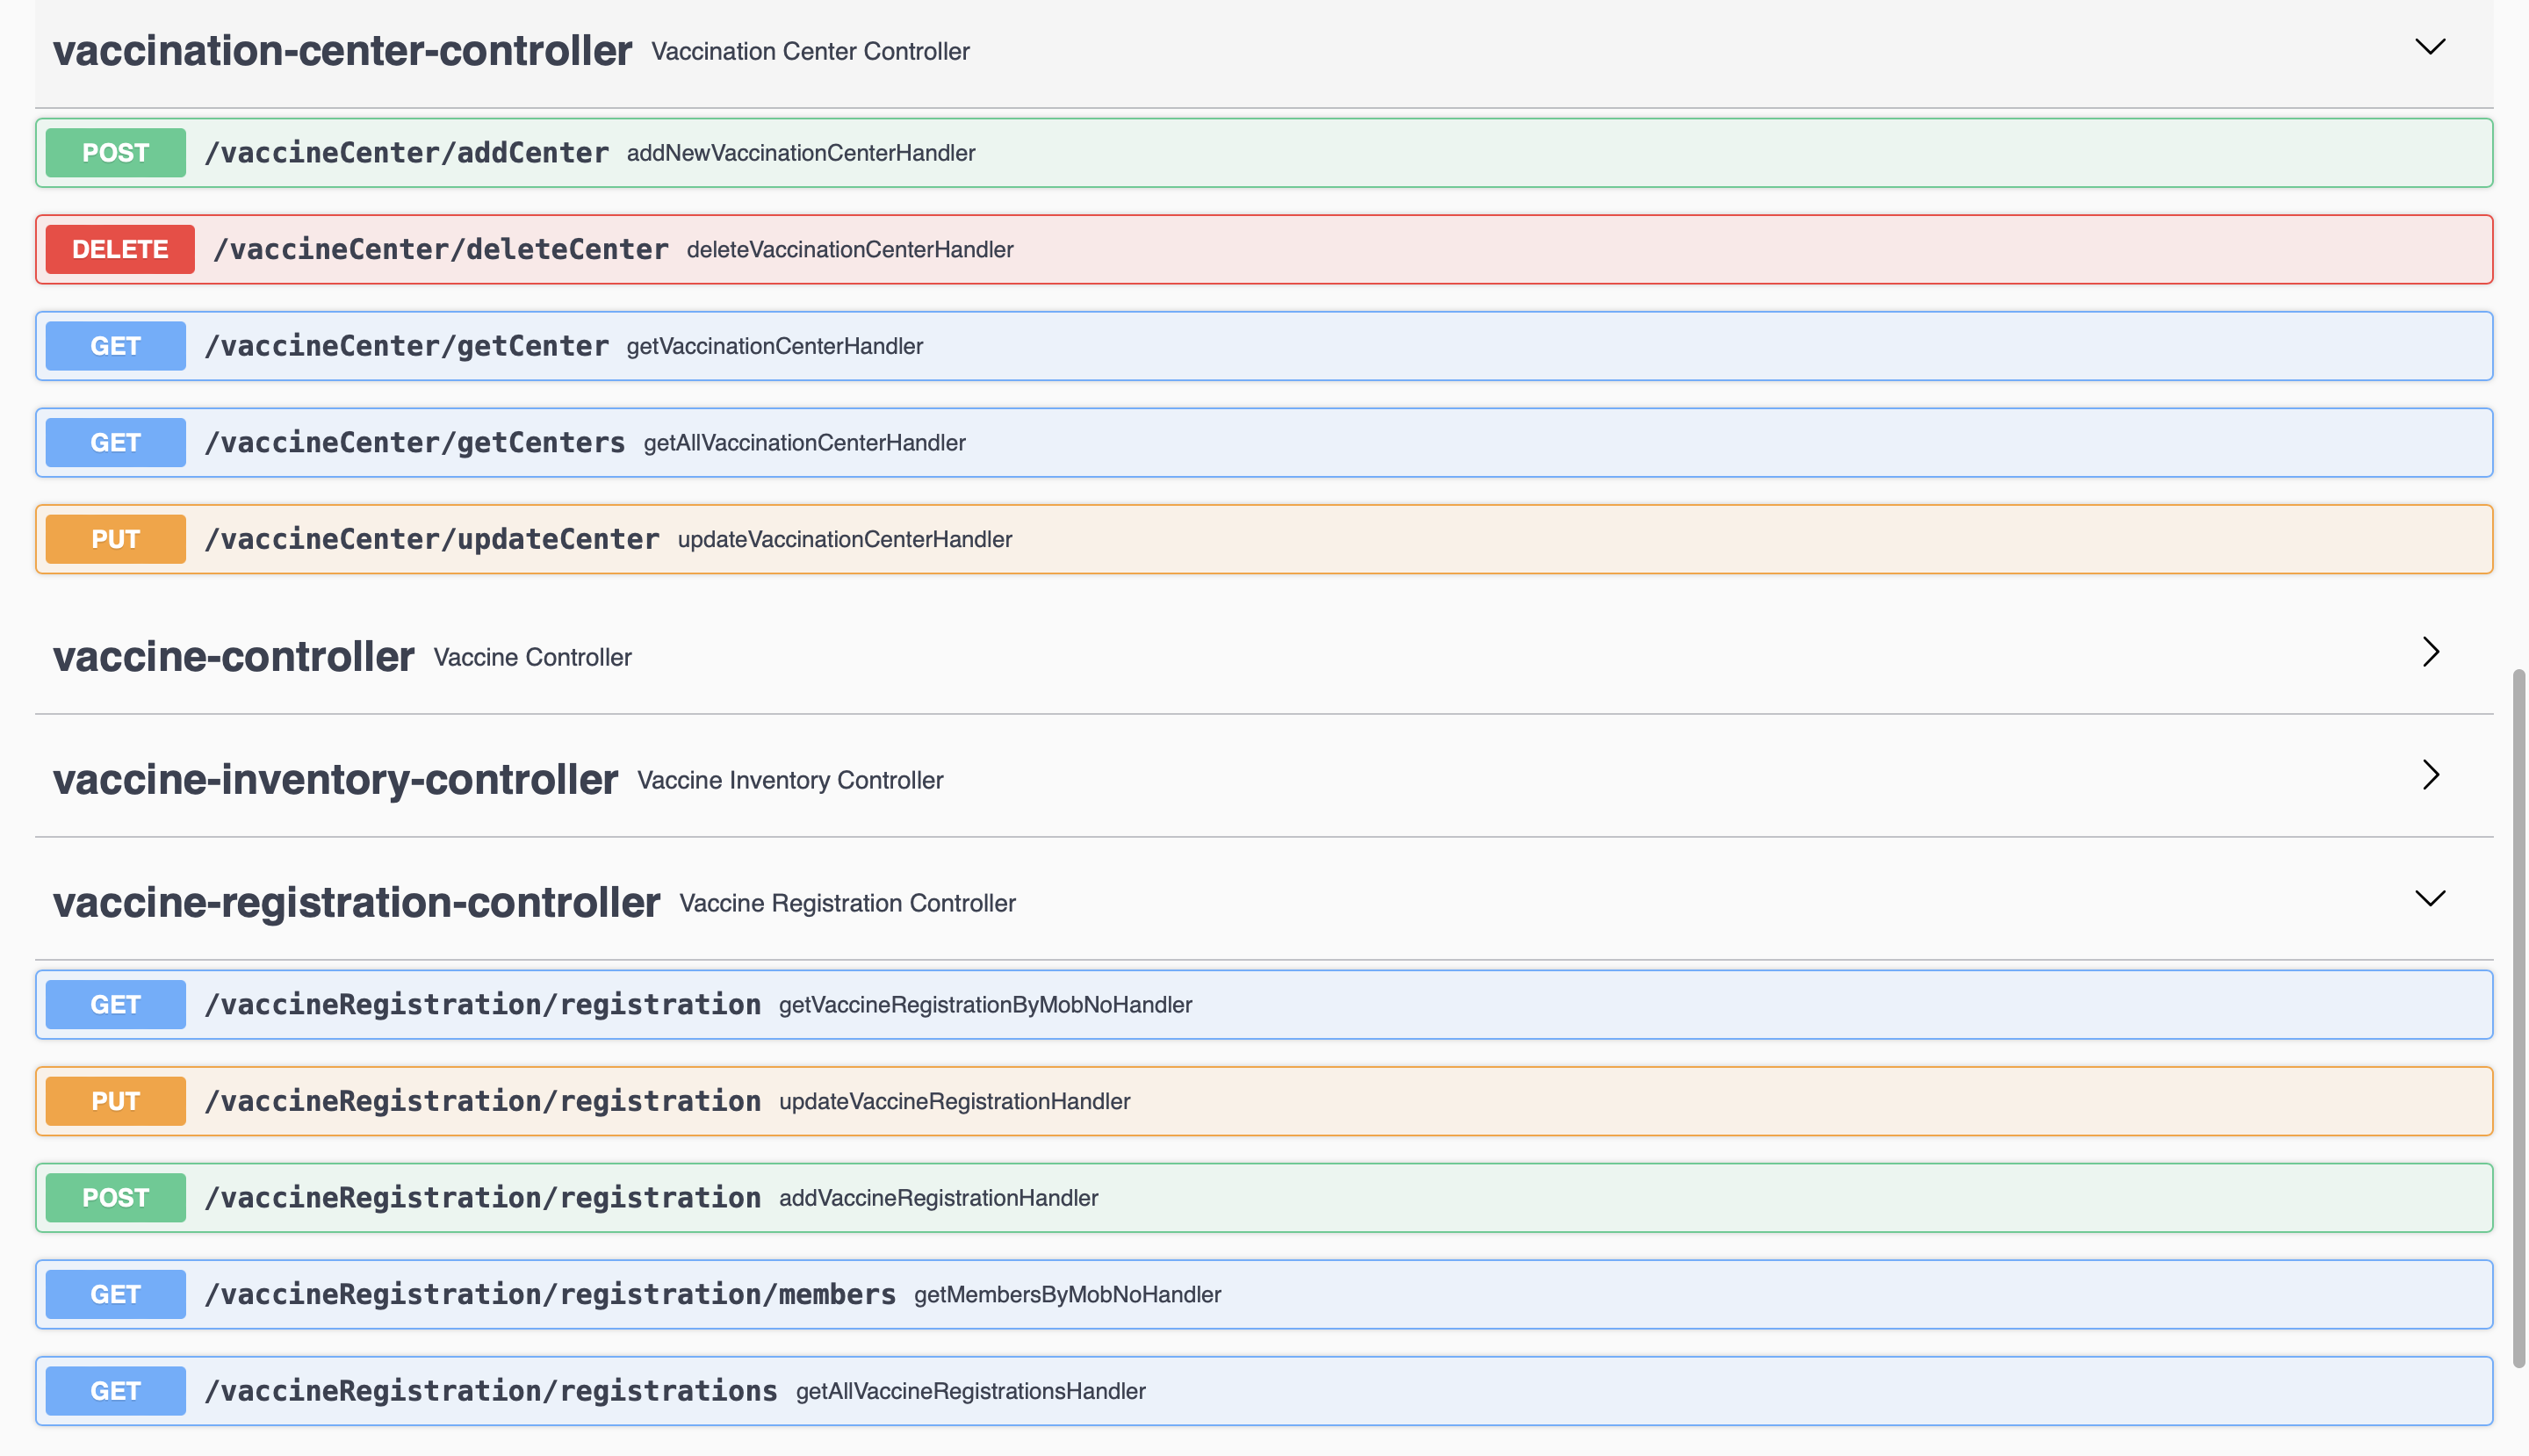 vaccination-center-controller Vaccination Center Controller
POST /vaccineCenter/addCenter addNewVaccinationCenterHandler
DELETE /vaccineCenter/deleteCenter deleteVaccinationCenterHandler
GET /vaccineCenter/getCenter getVaccinationCenterHandler
GET /vaccineCenter/getCenters getAllVaccinationCenterHandler
PUT /vaccineCenter/updateCenter updateVaccinationCenterHandler
vaccine-controller Vaccine Controller
vaccine-inventory-controller Vaccine Inventory Controller
vaccine-registration-controller Vaccine Registration Controller
GET /vaccineRegistration/registration getVaccineRegistrationByMobNoHandler
PUT /vaccineRegistration/registration updateVaccineRegistrationHandler
POST /vaccineRegistration/registration addVaccineRegistrationHandler
GET /vaccineRegistration/registration/members getMembersByMobNoHandler
GET /vaccineRegistration/registrations getAllVaccineRegistrationsHandler